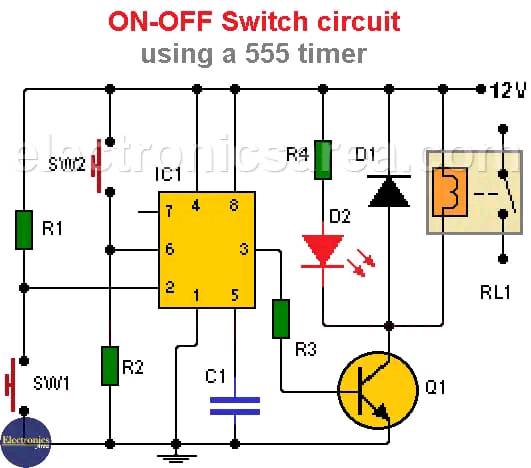 ON-OFF Switch circuit
using a 555 timer
12V
electronicsarea.com
SW2
R4
D1
IC1
7
4
8
R1
D2
6
3
2
RL1
1
5
R2
R3
SW1
C1
Q1
Electronics
Area